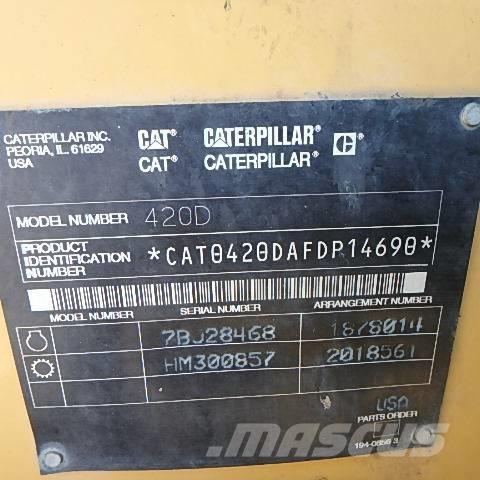 CATERPILLAR INC.
PEORIA, IL. 61629
USA
CAT® CATERPILLAR®
CAT® CATERPILLAR®
MODEL NUMBER 420D
PRODUCT
IDENTIFICATION
NUMBER
*CAT0420DAFDP14690*
MODEL NUMBER SERIAL NUMBER ARRANGEMENT NUMBER
7BJ28468 1878014
HM300857 2018561
USA
PARTS ORDER
MASCUS